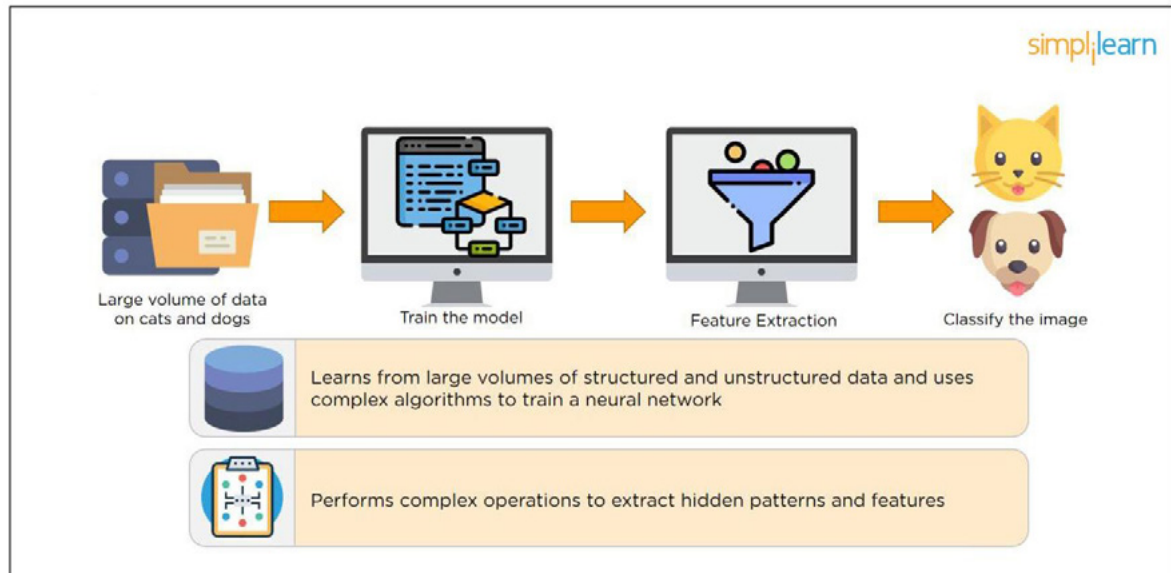 simplilearn
Large volume of data
on cats and dogs
Train the model
Feature Extraction
Classify the image
Learns from large volumes of structured and unstructured data and uses
complex algorithms to train a neural network
Performs complex operations to extract hidden patterns and features